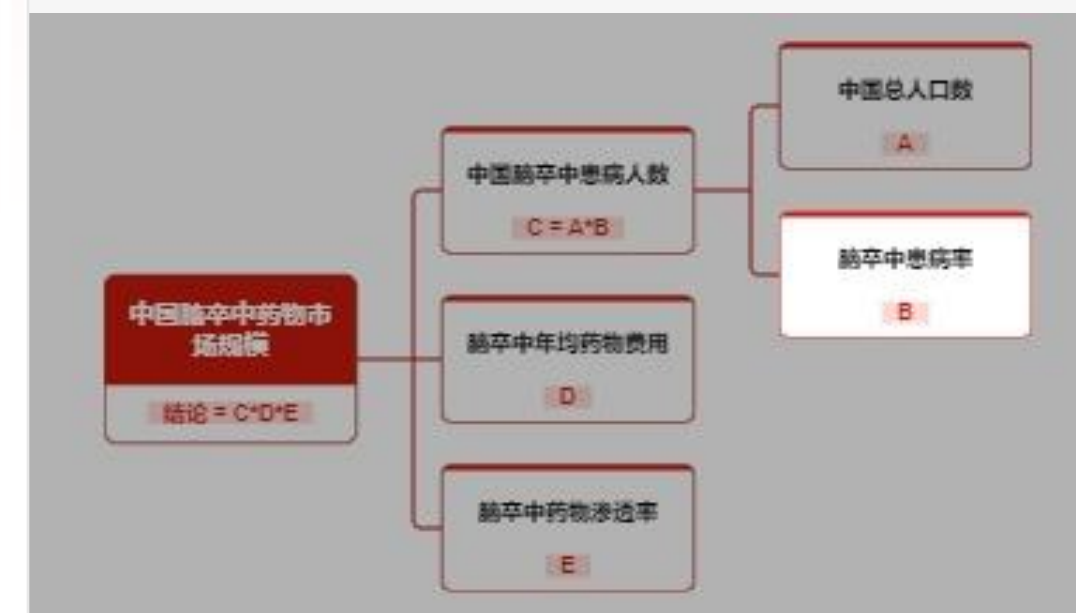 中国总人口数
A
中国脑卒中患病人数
C = A*B
脑卒中患病率
B
中国脑卒中药物市
场规模
结论 = C*D*E
脑卒中年均药物费用
D
脑卒中药物渗透率
E